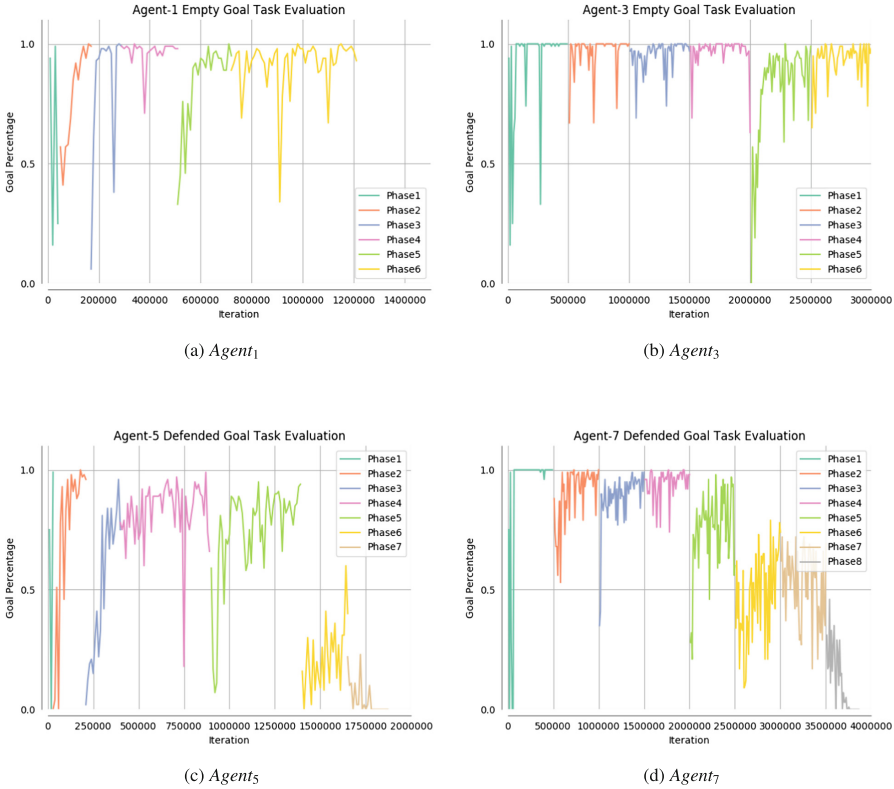 Agent-1 Empty Goal Task Evaluation
1.0
0.5
0.0
Goal Percentage
0 200000 400000 600000 800000 1000000 1200000 1400000
Iteration
Phase1
Phase2
Phase3
Phase4
Phase5
Phase6
(a) Agent1
Agent-3 Empty Goal Task Evaluation
1.0
0.5
0.0
Goal Percentage
0 500000 1000000 1500000 2000000 2500000 3000000
Iteration
Phase1
Phase2
Phase3
Phase4
Phase5
Phase6
(b) Agent3
Agent-5 Defended Goal Task Evaluation
1.0
0.5
0.0
Goal Percentage
0 250000 500000 750000 1000000 1250000 1500000 1750000 2000000
Iteration
Phase1
Phase2
Phase3
Phase4
Phase5
Phase6
Phase7
(c) Agent5
Agent-7 Defended Goal Task Evaluation
1.0
0.5
0.0
Goal Percentage
0 500000 1000000 1500000 2000000 2500000 3000000 3500000 4000000
Iteration
Phase1
Phase2
Phase3
Phase4
Phase5
Phase6
Phase7
Phase8
(d) Agent7